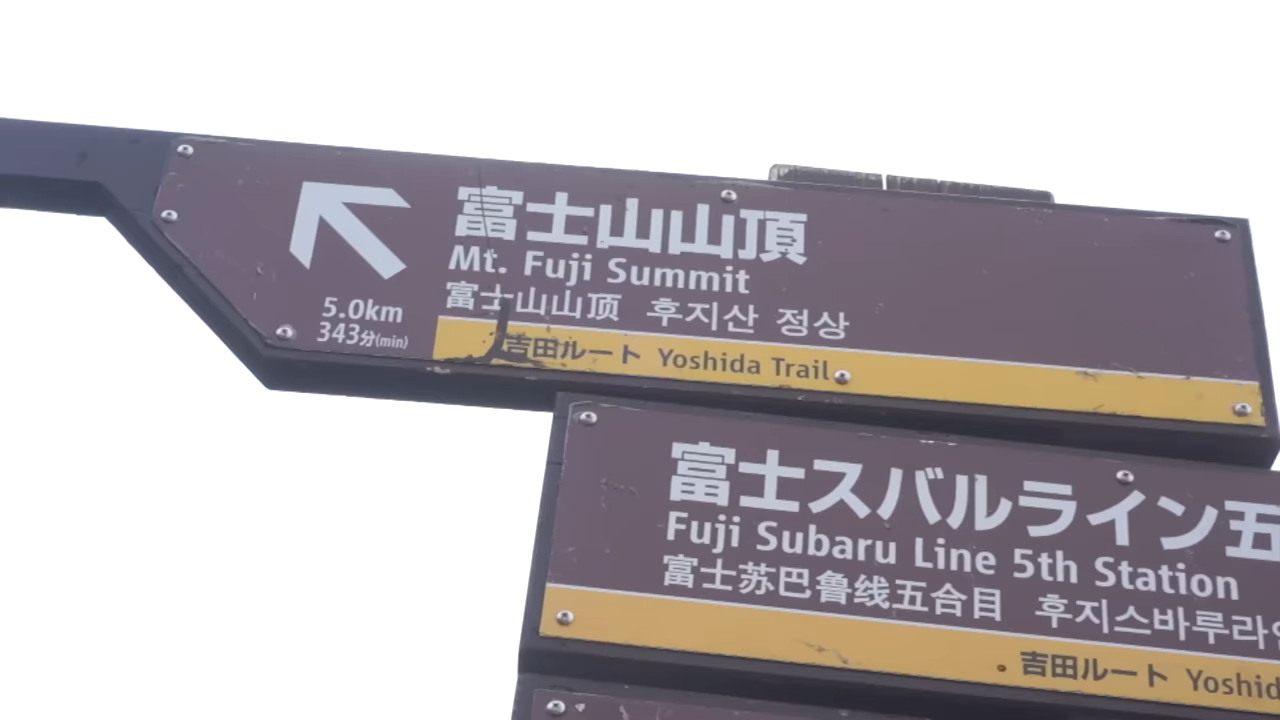 富士山山頂
Mt. Fuji Summit
富士山山顶 후지산 정상
5.0km
343分(min)
吉田ルート Yoshida Trail
富士スバルライン五
Fuji Subaru Line 5th Station
富士苏巴鲁线五合目 후지스바루라인
吉田ルート Yoshid